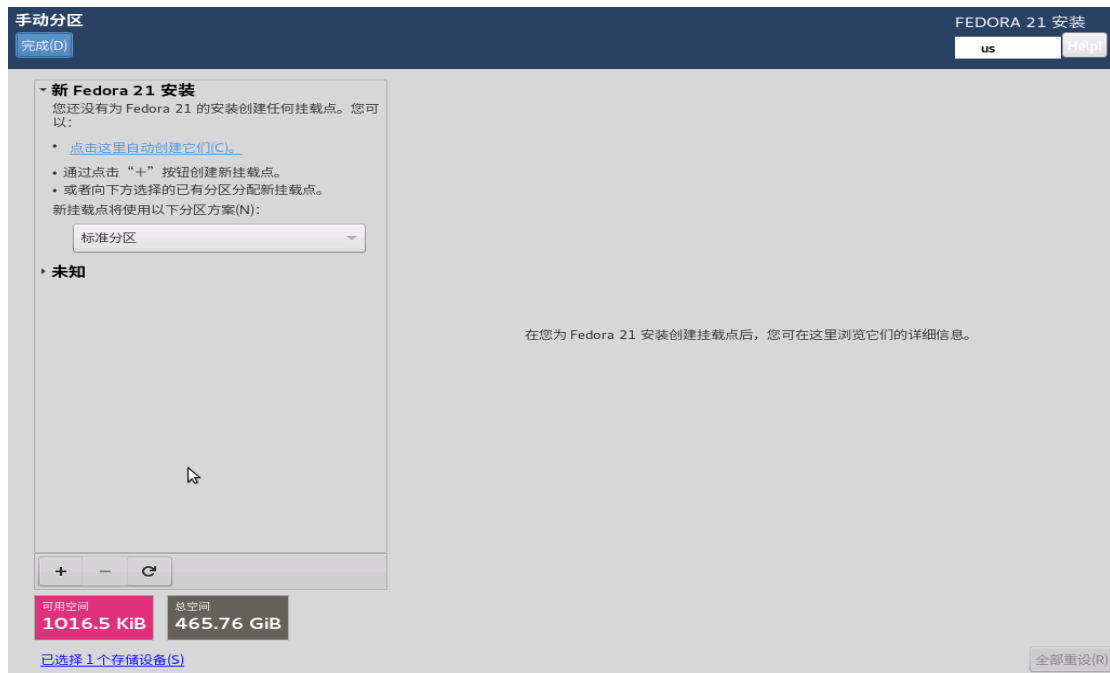 手动分区
FEDORA 21 安装
完成(D)
us
Help!
新 Fedora 21 安装
您还没有为 Fedora 21 的安装创建任何挂载点。您可
以：
• 点击这里自动创建它们(C)。
• 通过点击“+”按钮创建新挂载点。
• 或者向下方选择的已有分区分配新挂载点。
新挂载点将使用以下分区方案(N)：
标准分区
未知
在您为 Fedora 21 安装创建挂载点后，您可在这里浏览它们的详细信息。
可用空间
1016.5 KiB
总空间
465.76 GiB
已选择 1 个存储设备(S)
全部重设(R)